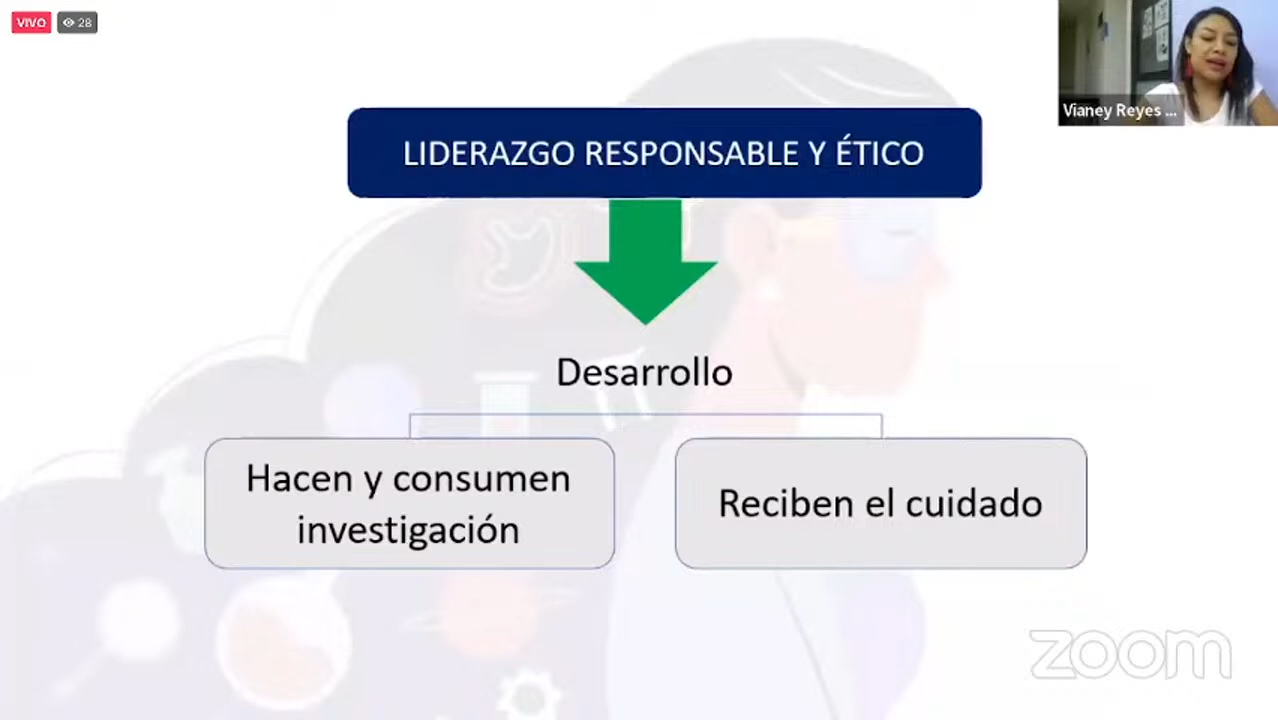 VIVO
28
Vianey Reyes ...
LIDERAZGO RESPONSABLE Y ÉTICO
Desarrollo
Hacen y consumen
investigación
Reciben el cuidado
zoom